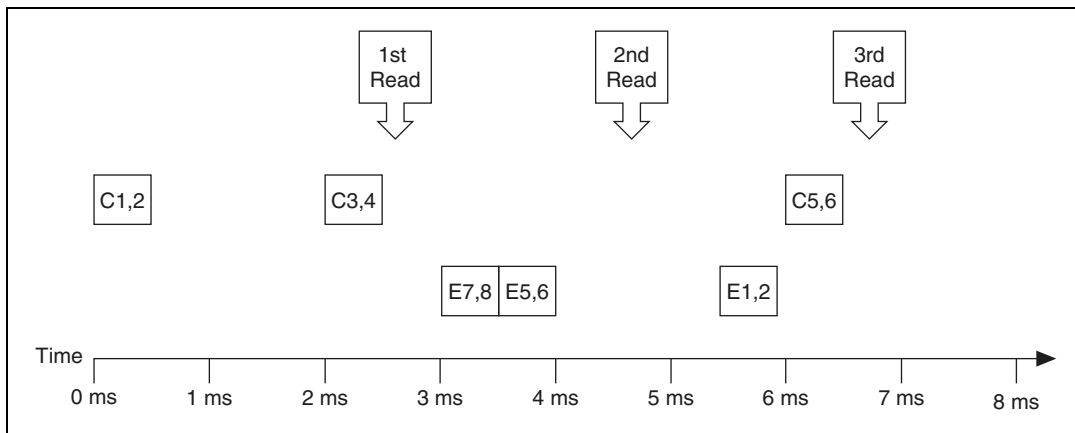 1st
Read
2nd
Read
3rd
Read
C1,2
C3,4
C5,6
E7,8
E5,6
E1,2
Time
0 ms
1 ms
2 ms
3 ms
4 ms
5 ms
6 ms
7 ms
8 ms